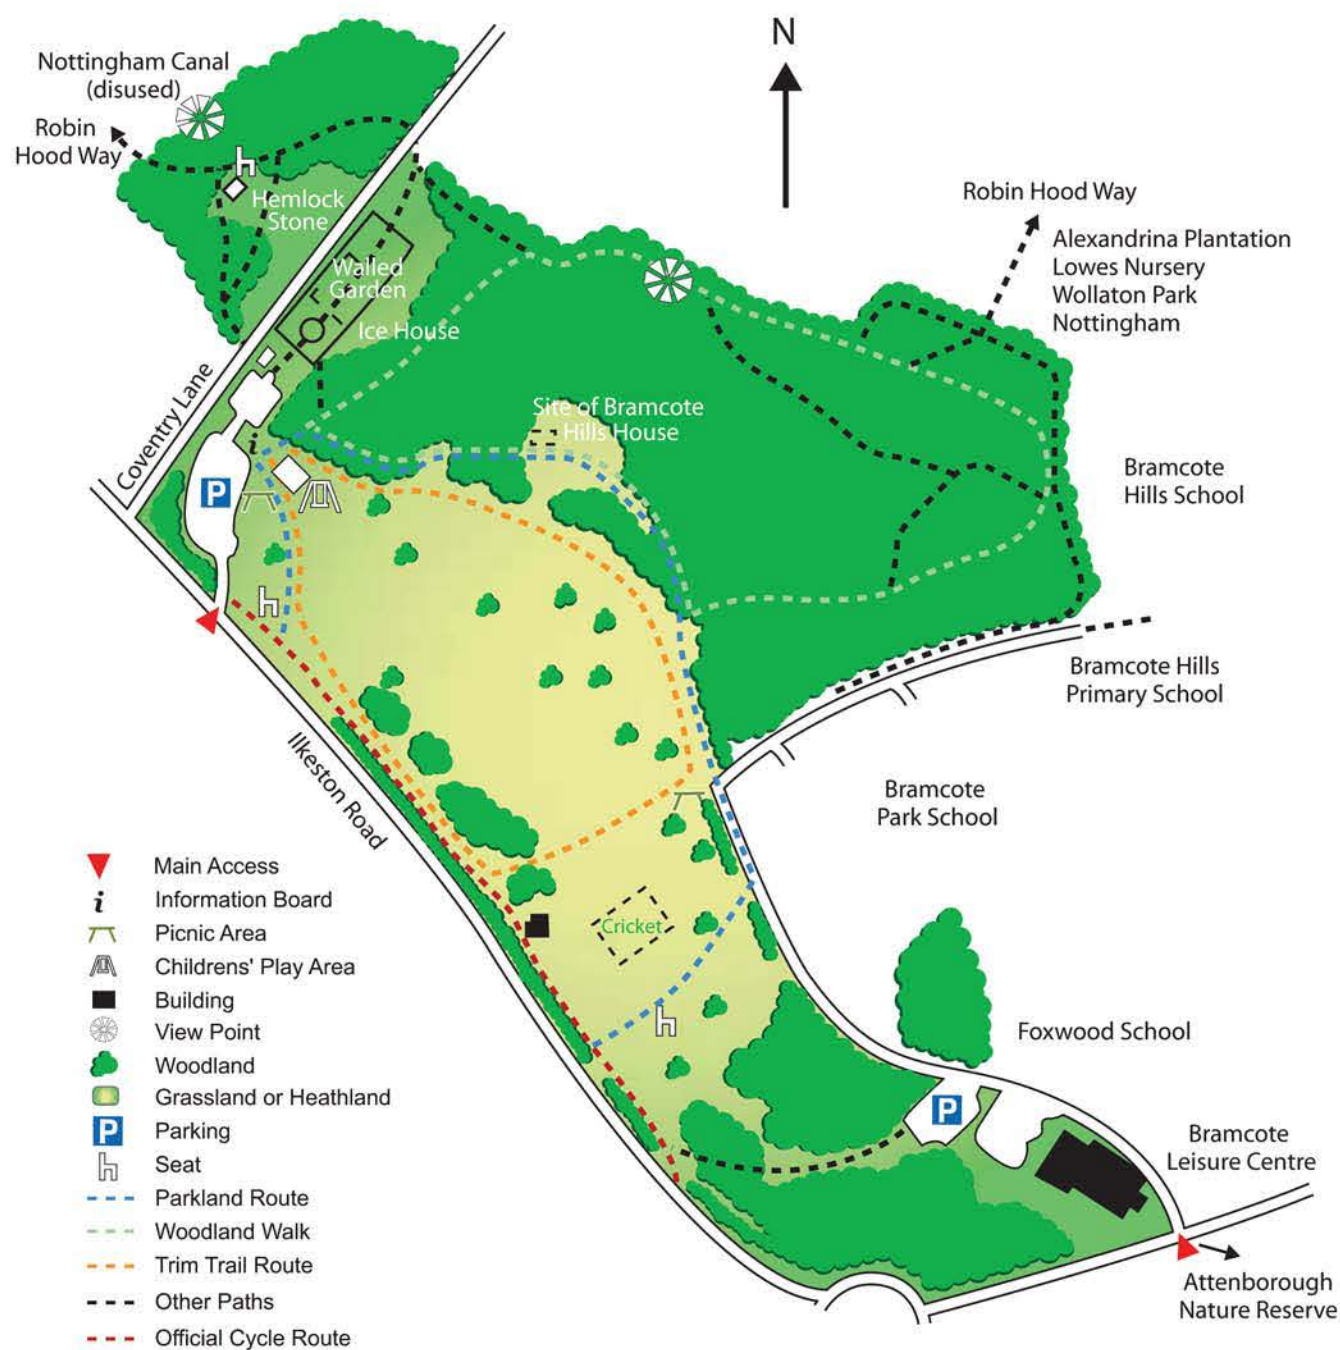 N
Nottingham Canal
(disused)
Robin
Hood Way
Hemlock
Stone
Robin Hood Way
Alexandrina Plantation
Lowes Nursery
Wollaton Park
Nottingham
Walled
Garden
Ice House
Coventry Lane
Site of Bramcote
Hills House
i
P
Bramcote
Hills School
Bramcote Hills
Primary School
Ilkeston Road
Bramcote
Park School
Cricket
Foxwood School
P
Bramcote
Leisure Centre
Attenborough
Nature Reserve
Main Access
i Information Board
Picnic Area
Childrens' Play Area
Building
View Point
Woodland
Grassland or Heathland
P Parking
Seat
Parkland Route
Woodland Walk
Trim Trail Route
Other Paths
Official Cycle Route